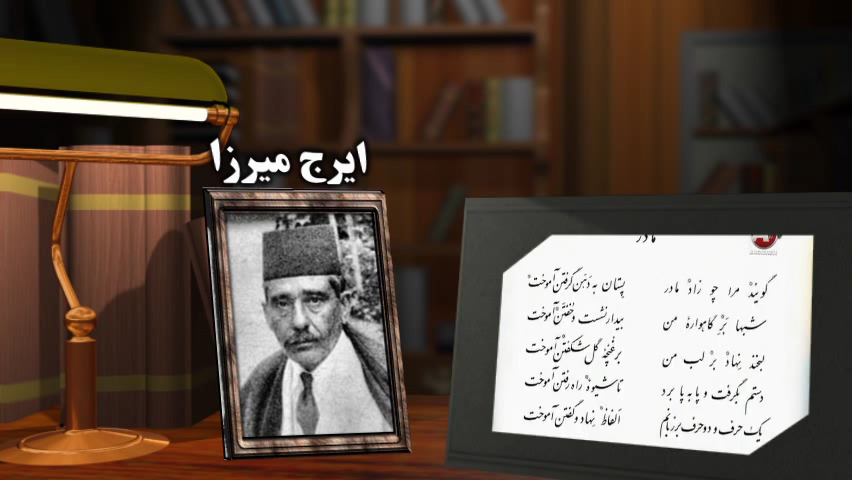 ایرج میرزا
مادر
گویند مرا چو زاد مادر پستان به دهن گرفتن آموخت
شبها بر گاهوارهٔ من بیدار نشست و خفتن آموخت
لبخند نهاد بر لب من بر غنچه گل شکفتن آموخت
دستم بگرفت و پا به پا برد تا شیوهٔ راه رفتن آموخت
یک حرف و دو حرف بر زبانم الفاظ نهاد و گفتن آموخت